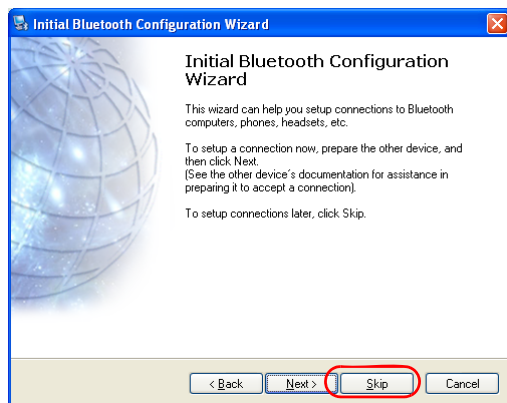 Initial Bluetooth Configuration Wizard
Initial Bluetooth Configuration
Wizard
This wizard can help you setup connections to Bluetooth
computers, phones, headsets, etc.
To setup a connection now, prepare the other device, and
then click Next.
(See the other device´s documentation for assistance in
preparing it to accept a connection).
To setup connections later, click Skip.
< Back
Next >
Skip
Cancel